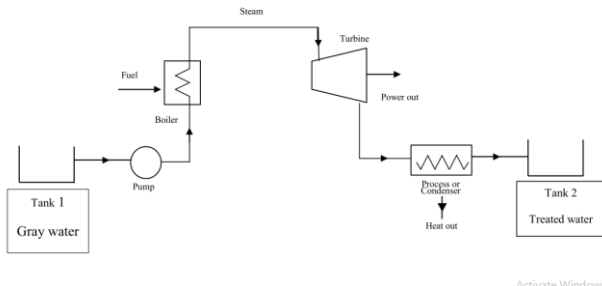 Steam
Turbine
Fuel
Power out
Boiler
Pump
Process or
Condenser
Heat out
Tank 1
Gray water
Tank 2
Treated water
Activate Window